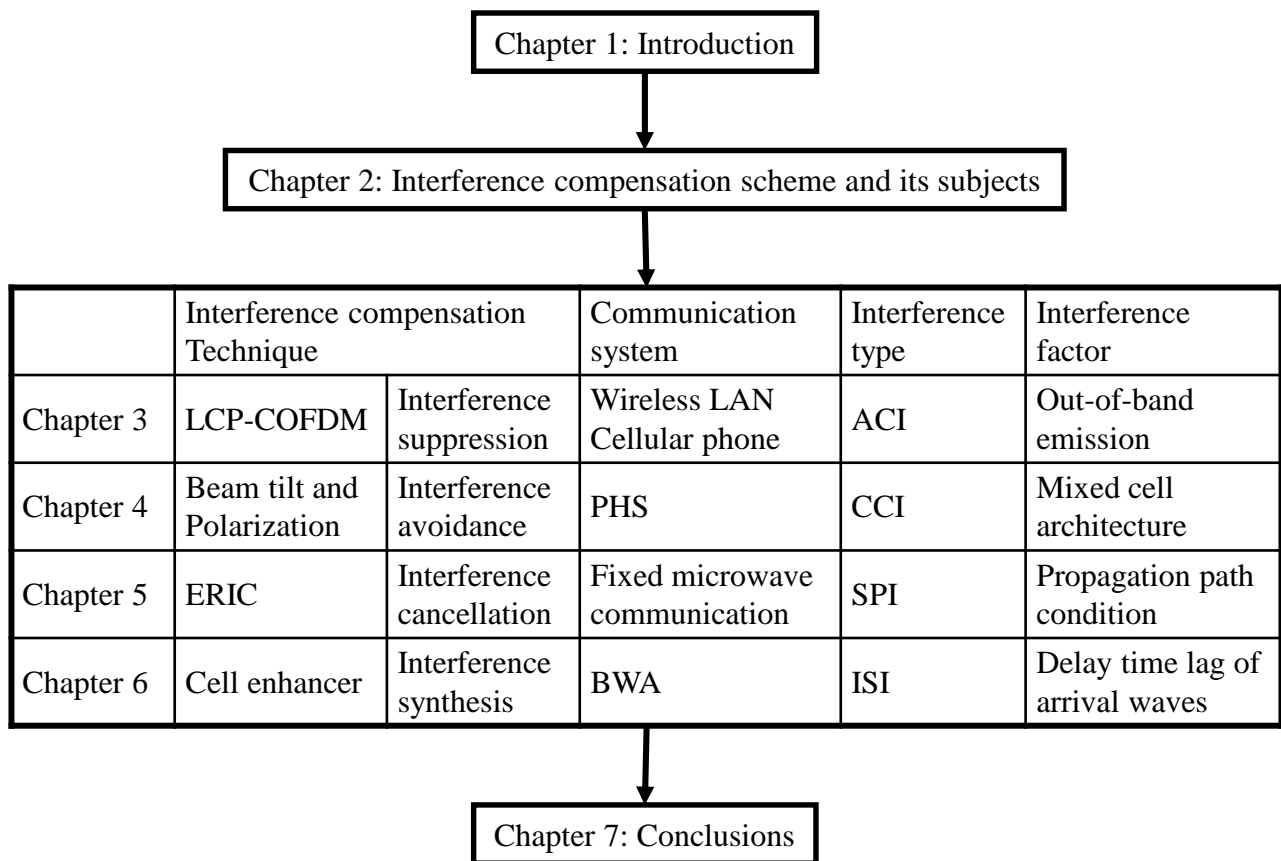 Chapter 1: Introduction
Chapter 2: Interference compensation scheme and its subjects
Interference compensation
Technique
Communication
system
Interference
type
Interference
factor
Chapter 3
LCP-COFDM
Interference
suppression
Wireless LAN
Cellular phone
ACI
Out-of-band
emission
Chapter 4
Beam tilt and
Polarization
Interference
avoidance
PHS
CCI
Mixed cell
architecture
Chapter 5
ERIC
Interference
cancellation
Fixed microwave
communication
SPI
Propagation path
condition
Chapter 6
Cell enhancer
Interference
synthesis
BWA
ISI
Delay time lag of
arrival waves
Chapter 7: Conclusions